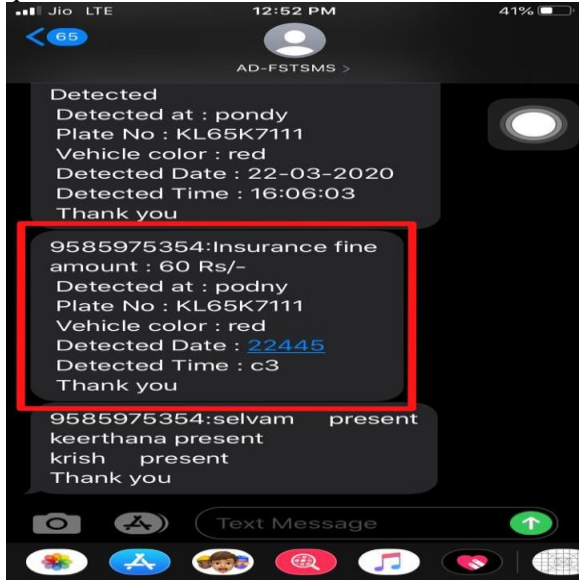 Jio LTE 12:52 PM 41%
65
AD-FSTSMS >
Detected
Detected at : pondy
Plate No : KL65K7111
Vehicle color : red
Detected Date : 22-03-2020
Detected Time : 16:06:03
Thank you
9585975354:Insurance fine
amount : 60 Rs/-
Detected at : podny
Plate No : KL65K7111
Vehicle color : red
Detected Date : 22445
Detected Time : c3
Thank you
9585975354:selvam present
keerthana present
krish present
Thank you
Text Message